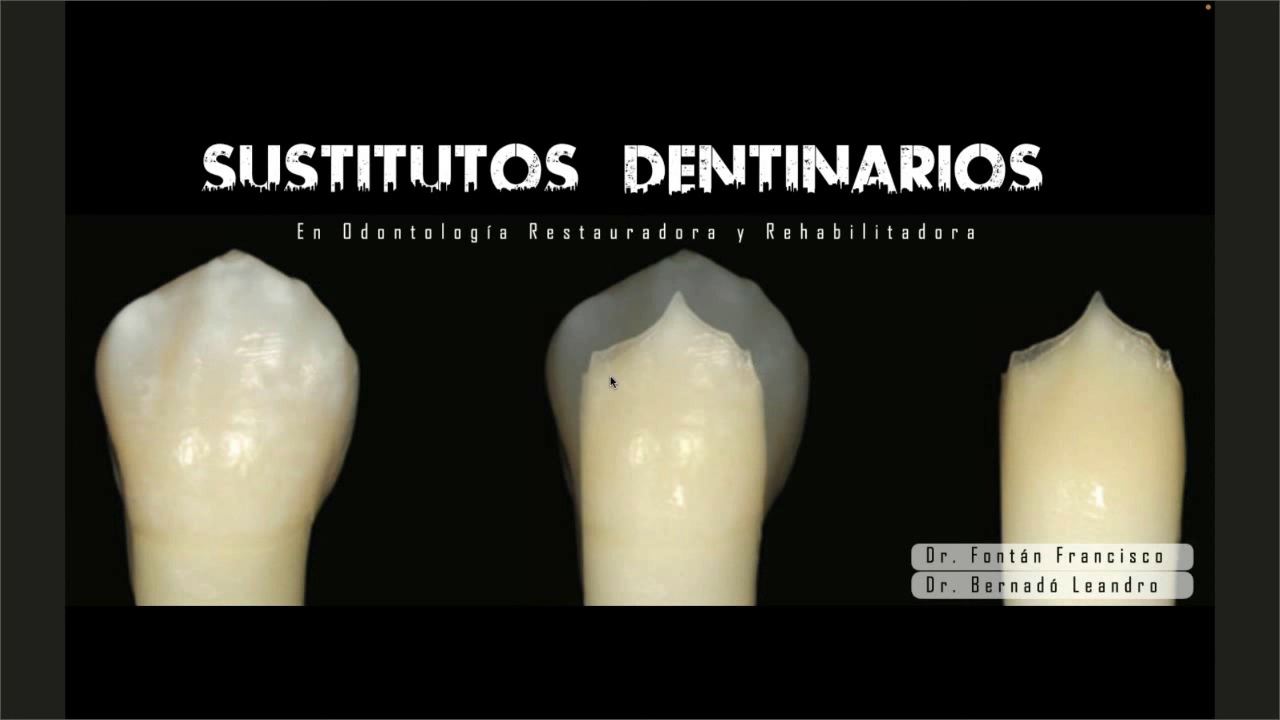 SUSTITUTOS DENTINARIOS
En Odontología Restauradora y Rehabilitadora
Dr. Fontán Francisco
Dr. Bernadó Leandro